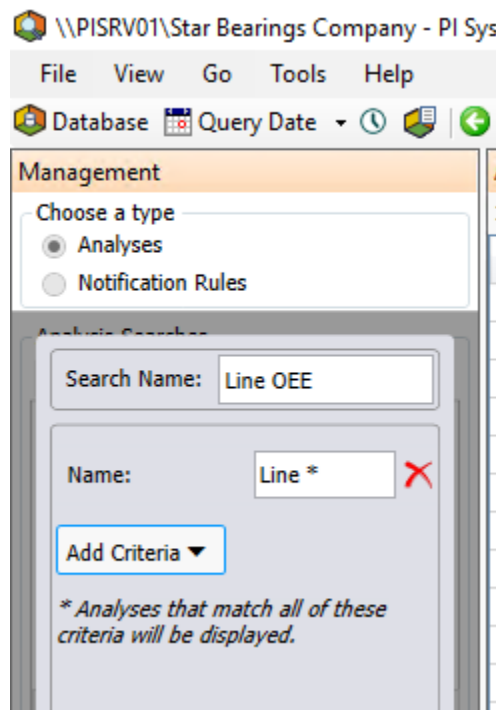 \\PISRV01\Star Bearings Company - PI Sys
File View Go Tools Help
Database Query Date
Management
Choose a type
Analyses
Notification Rules
Analysis Searches
Search Name: Line OEE
Name: Line *
Add Criteria
* Analyses that match all of these
criteria will be displayed.